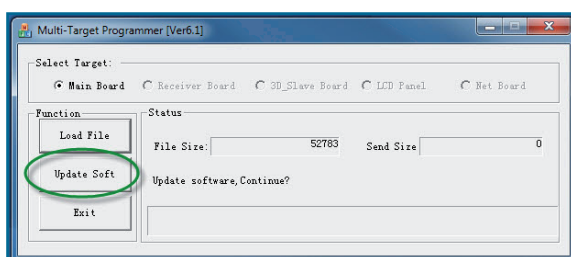 Multi-Target Programmer [Ver6.1]
Select Target:
Main Board Receiver Board 3D_Slave Board LCD Panel Net Board
Function
Load File
Update Soft
Exit
Status
File Size: 52783 Send Size 0
Update software,Continue?